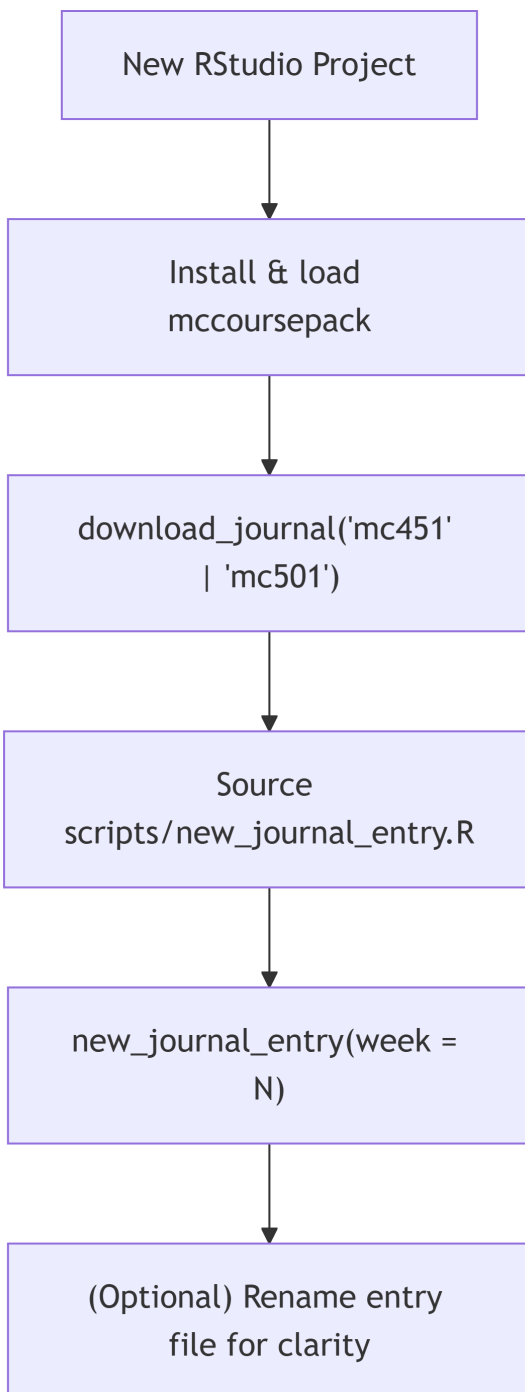 New RStudio Project
Install & load
mccoursepack
download_journal('mc451'
| 'mc501')
Source
scripts/new_journal_entry.R
new_journal_entry(week =
N)
(Optional) Rename entry
file for clarity